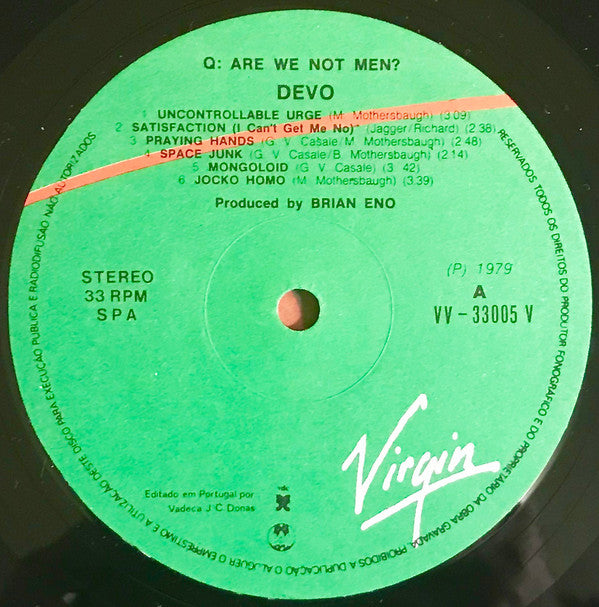 Q: ARE WE NOT MEN?
DEVO
1 UNCONTROLLABLE URGE (M. Mothersbaugh) (3.09)
2. SATISFACTION (I Can't Get Me No)" (Jagger/Richard) (2.38)
3 PRAYING HANDS (G. V. Casale/M. Mothersbaugh) (2.48)
4 SPACE JUNK (G. V. Casale/B. Mothersbaugh) (2.14)
5 MONGOLOID (G. V. Casale) (3.42)
6 JOCKO HOMO (M. Mothersbaugh) (3.39)
Produced by BRIAN ENO
STEREO
33 RPM
SPA
(P) 1979
A
VV-33005 V
Virgin
Editado em Portugal por
Vadeca J C Donas
RESERVADOS TODOS OS DIREITOS DO PRODUTOR FONOGRÁFICO E DO PROPRIETÁRIO DA OBRA GRAVADA. PROIBIDOS A DUPLICAÇÃO O ALUGUER O EMPRÉSTIMO E A UTILIZAÇÃO DESTE DISCO PARA EXECUÇÃO PÚBLICA E RADIODIFUSÃO NÃO AUTORIZADOS